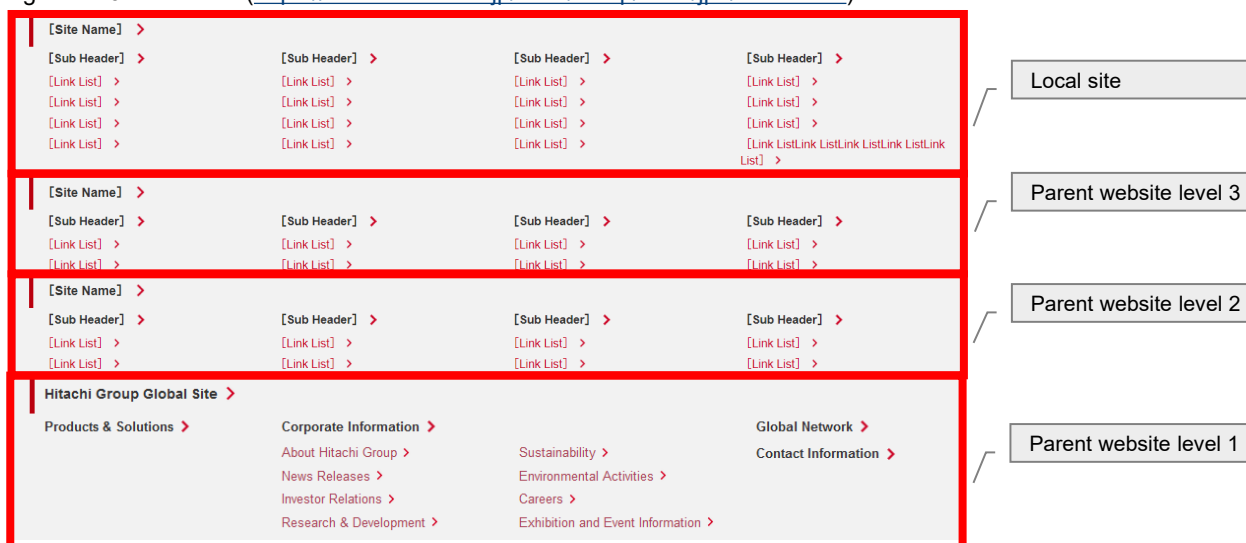 [Site Name]
[Sub Header] [Sub Header] [Sub Header] [Sub Header]
[Link List] [Link List] [Link List] [Link List]
[Link List] [Link List] [Link List] [Link List]
[Link List] [Link List] [Link List] [Link List]
[Link List] [Link List] [Link List] [Link ListLink ListLink ListLink ListLink
List]
Local site
[Site Name]
[Sub Header] [Sub Header] [Sub Header] [Sub Header]
[Link List] [Link List] [Link List] [Link List]
[Link List] [Link List] [Link List] [Link List]
Parent website level 3
[Site Name]
[Sub Header] [Sub Header] [Sub Header] [Sub Header]
[Link List] [Link List] [Link List] [Link List]
[Link List] [Link List] [Link List] [Link List]
Parent website level 2
Hitachi Group Global Site
Products & Solutions Corporate Information Global Network
About Hitachi Group Sustainability Contact Information
News Releases Environmental Activities
Investor Relations Careers
Research & Development Exhibition and Event Information
Parent website level 1